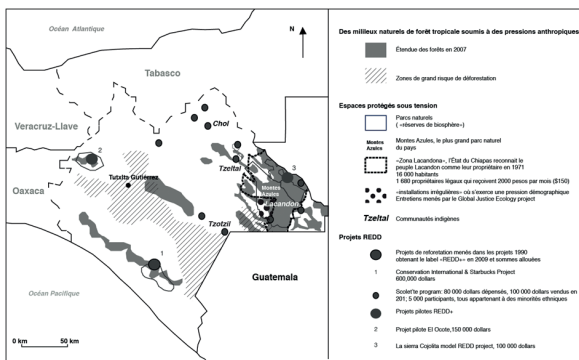 Océan Atlantique
N
Tabasco
Veracruz-Llave
Chol
2
Tzeltal
3
Tutxtla Gutiérrez
Montes
Azules
Lacandon
Oaxaca
Tzotzil
1
Guatemala
Océan Pacifique
0 km 50 km
Des milileux naturels de forêt tropicale soumis à des pressions anthropiques
Étendue des forêts en 2007
Zones de grand risque de déforestation
Espaces protégés sous tension
Parcs naturels
(« réserves de biosphère»)
Montes
Azules
Montes Azules, le plus grand parc naturel
du pays
«Zona Lacandona», l'État du Chiapas reconnait le
peuple Lacandon comme leur propriétaire en 1971
16 000 habitants
1 680 propriétaires légaux qui reçoivent 2000 pesos par mois ($150)
«installations irrégulières» où s'exerce une pression démographique
Entretiens menés par le Global Justice Ecology project
Tzeltal Communautés indigènes
Projets REDD
Projets de reforestation menés dans les projets 1990
obtenant le label «REDD+» en 2009 et sommes allouées
1 Conservation International & Starbucks Project
600,000 dollars
Scolel'te program: 80 000 dollars dépensés, 100 000 dollars vendus en
201; 5 000 participants, tous appartenant à des minorités ethniques
Projets pilotes REDD+
2 Projet pilote El Ocote,150 000 dollars
3 La sierra Cojolita model REDD project, 100 000 dollars